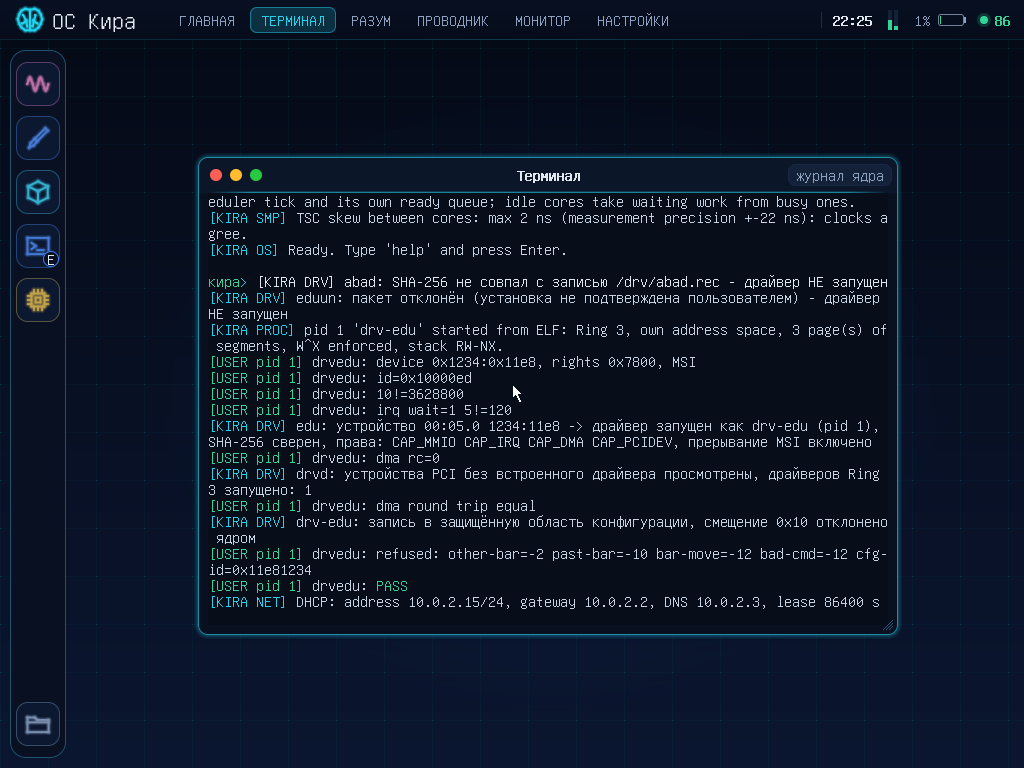 ОС Кира
ГЛАВНАЯ
ТЕРМИНАЛ
РАЗУМ
ПРОВОДНИК
МОНИТОР
НАСТРОЙКИ
22:25
1%
86
E
Терминал
журнал ядра
eduler tick and its own ready queue; idle cores take waiting work from busy ones.
[KIRA SMP] TSC skew between cores: max 2 ns (measurement precision +-22 ns): clocks a
gree.
[KIRA OS] Ready. Type 'help' and press Enter.
кира> [KIRA DRV] abad: SHA-256 не совпал с записью /drv/abad.rec - драйвер НЕ запущен
[KIRA DRV] eduun: пакет отклонён (установка не подтверждена пользователем) - драйвер
НЕ запущен
[KIRA PROC] pid 1 'drv-edu' started from ELF: Ring 3, own address space, 3 page(s) of
segments, W^X enforced, stack RW-NX.
[USER pid 1] drvedu: device 0x1234:0x11e8, rights 0x7800, MSI
[USER pid 1] drvedu: id=0x10000ed
[USER pid 1] drvedu: 10!=3628800
[USER pid 1] drvedu: irq wait=1 5!=120
[KIRA DRV] edu: устройство 00:05.0 1234:11e8 -> драйвер запущен как drv-edu (pid 1),
SHA-256 сверен, права: CAP_MMIO CAP_IRQ CAP_DMA CAP_PCIDEV, прерывание MSI включено
[USER pid 1] drvedu: dma rc=0
[KIRA DRV] drvd: устройства PCI без встроенного драйвера просмотрены, драйверов Ring
3 запущено: 1
[USER pid 1] drvedu: dma round trip equal
[KIRA DRV] drv-edu: запись в защищённую область конфигурации, смещение 0x10 отклонено
ядром
[USER pid 1] drvedu: refused: other-bar=-2 past-bar=-10 bar-move=-12 bad-cmd=-12 cfg-
id=0x11e81234
[USER pid 1] drvedu: PASS
[KIRA NET] DHCP: address 10.0.2.15/24, gateway 10.0.2.2, DNS 10.0.2.3, lease 86400 s